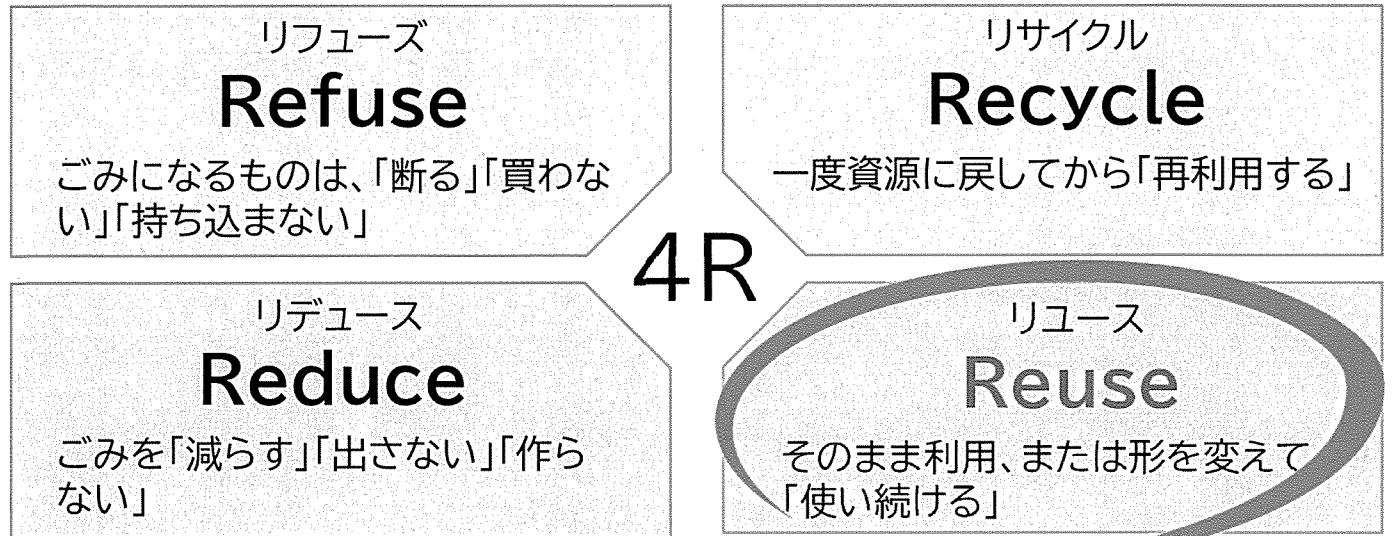 リフューズ
Refuse
ごみになるものは、「断る」「買わな
い」「持ち込まない」
リサイクル
Recycle
一度資源に戻してから「再利用する」
4R
リデュース
Reduce
ごみを「減らす」「出さない」「作ら
ない」
リユース
Reuse
そのまま利用、または形を変えて
「使い続ける」